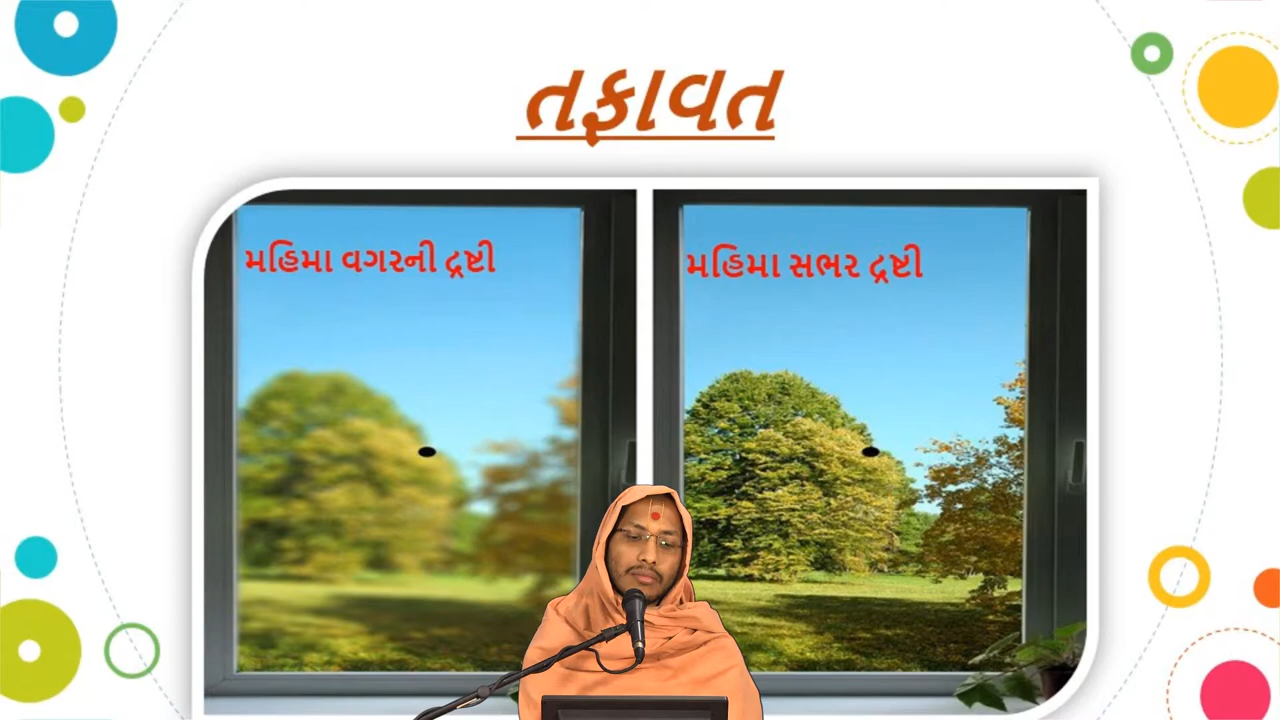 તફાવત
મહિમા વગરની દ્રષ્ટી
મહિમા સભર દ્રષ્ટી